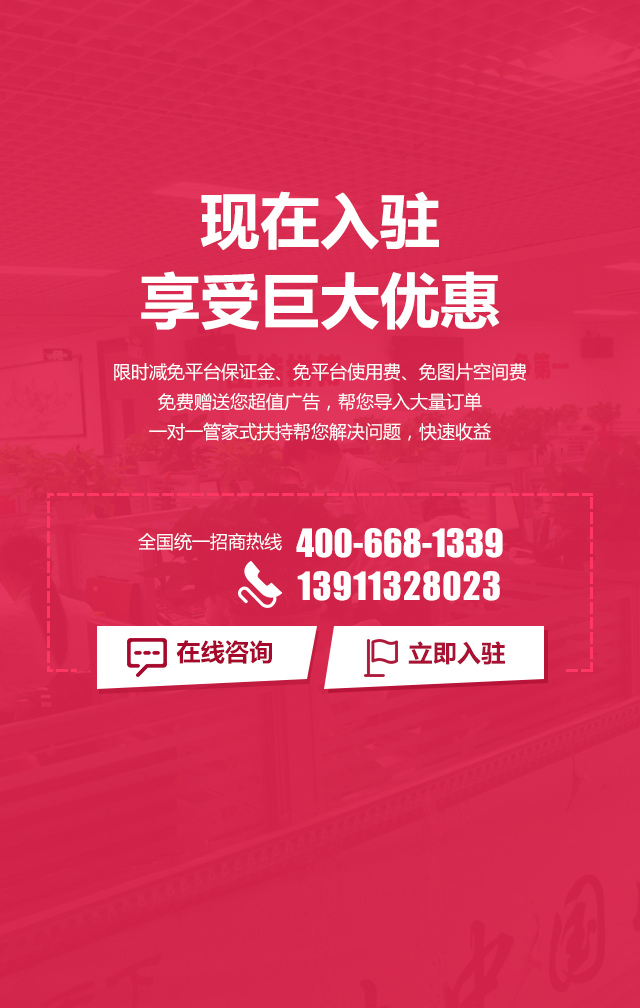 现在入驻
享受巨大优惠
限时减免平台保证金、免平台使用费、免图片空间费
免费赠送您超值广告，帮您导入大量订单
一对一管家式扶持帮您解决问题，快速收益
全国统一招商热线 400-668-1339
13911328023
在线咨询 立即入驻
中国